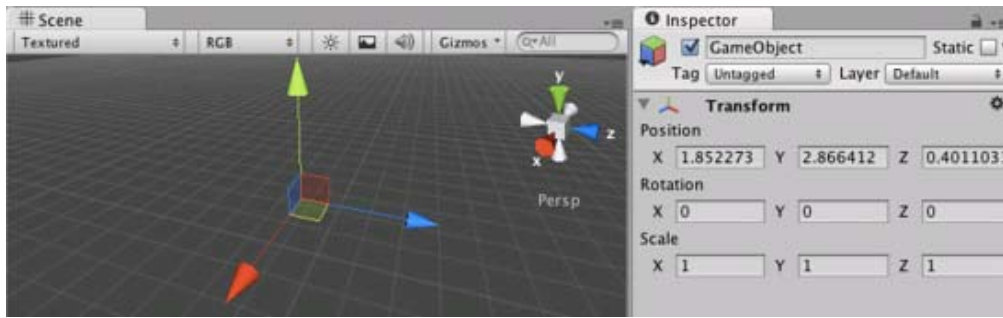 Scene
Textured RGB Gizmos Q▾All
y
z
x
Persp
Inspector
GameObject Static
Tag Untagged Layer Default
Transform
Position
X 1.852273 Y 2.866412 Z 0.401103
Rotation
X 0 Y 0 Z 0
Scale
X 1 Y 1 Z 1